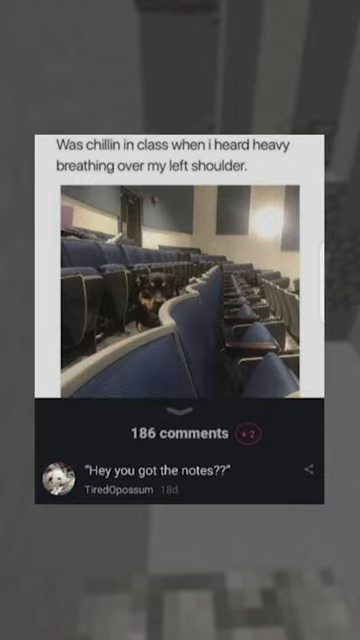 Was chillin in class when i heard heavy
breathing over my left shoulder.
186 comments +2
"Hey you got the notes??"
TiredOpossum 18d